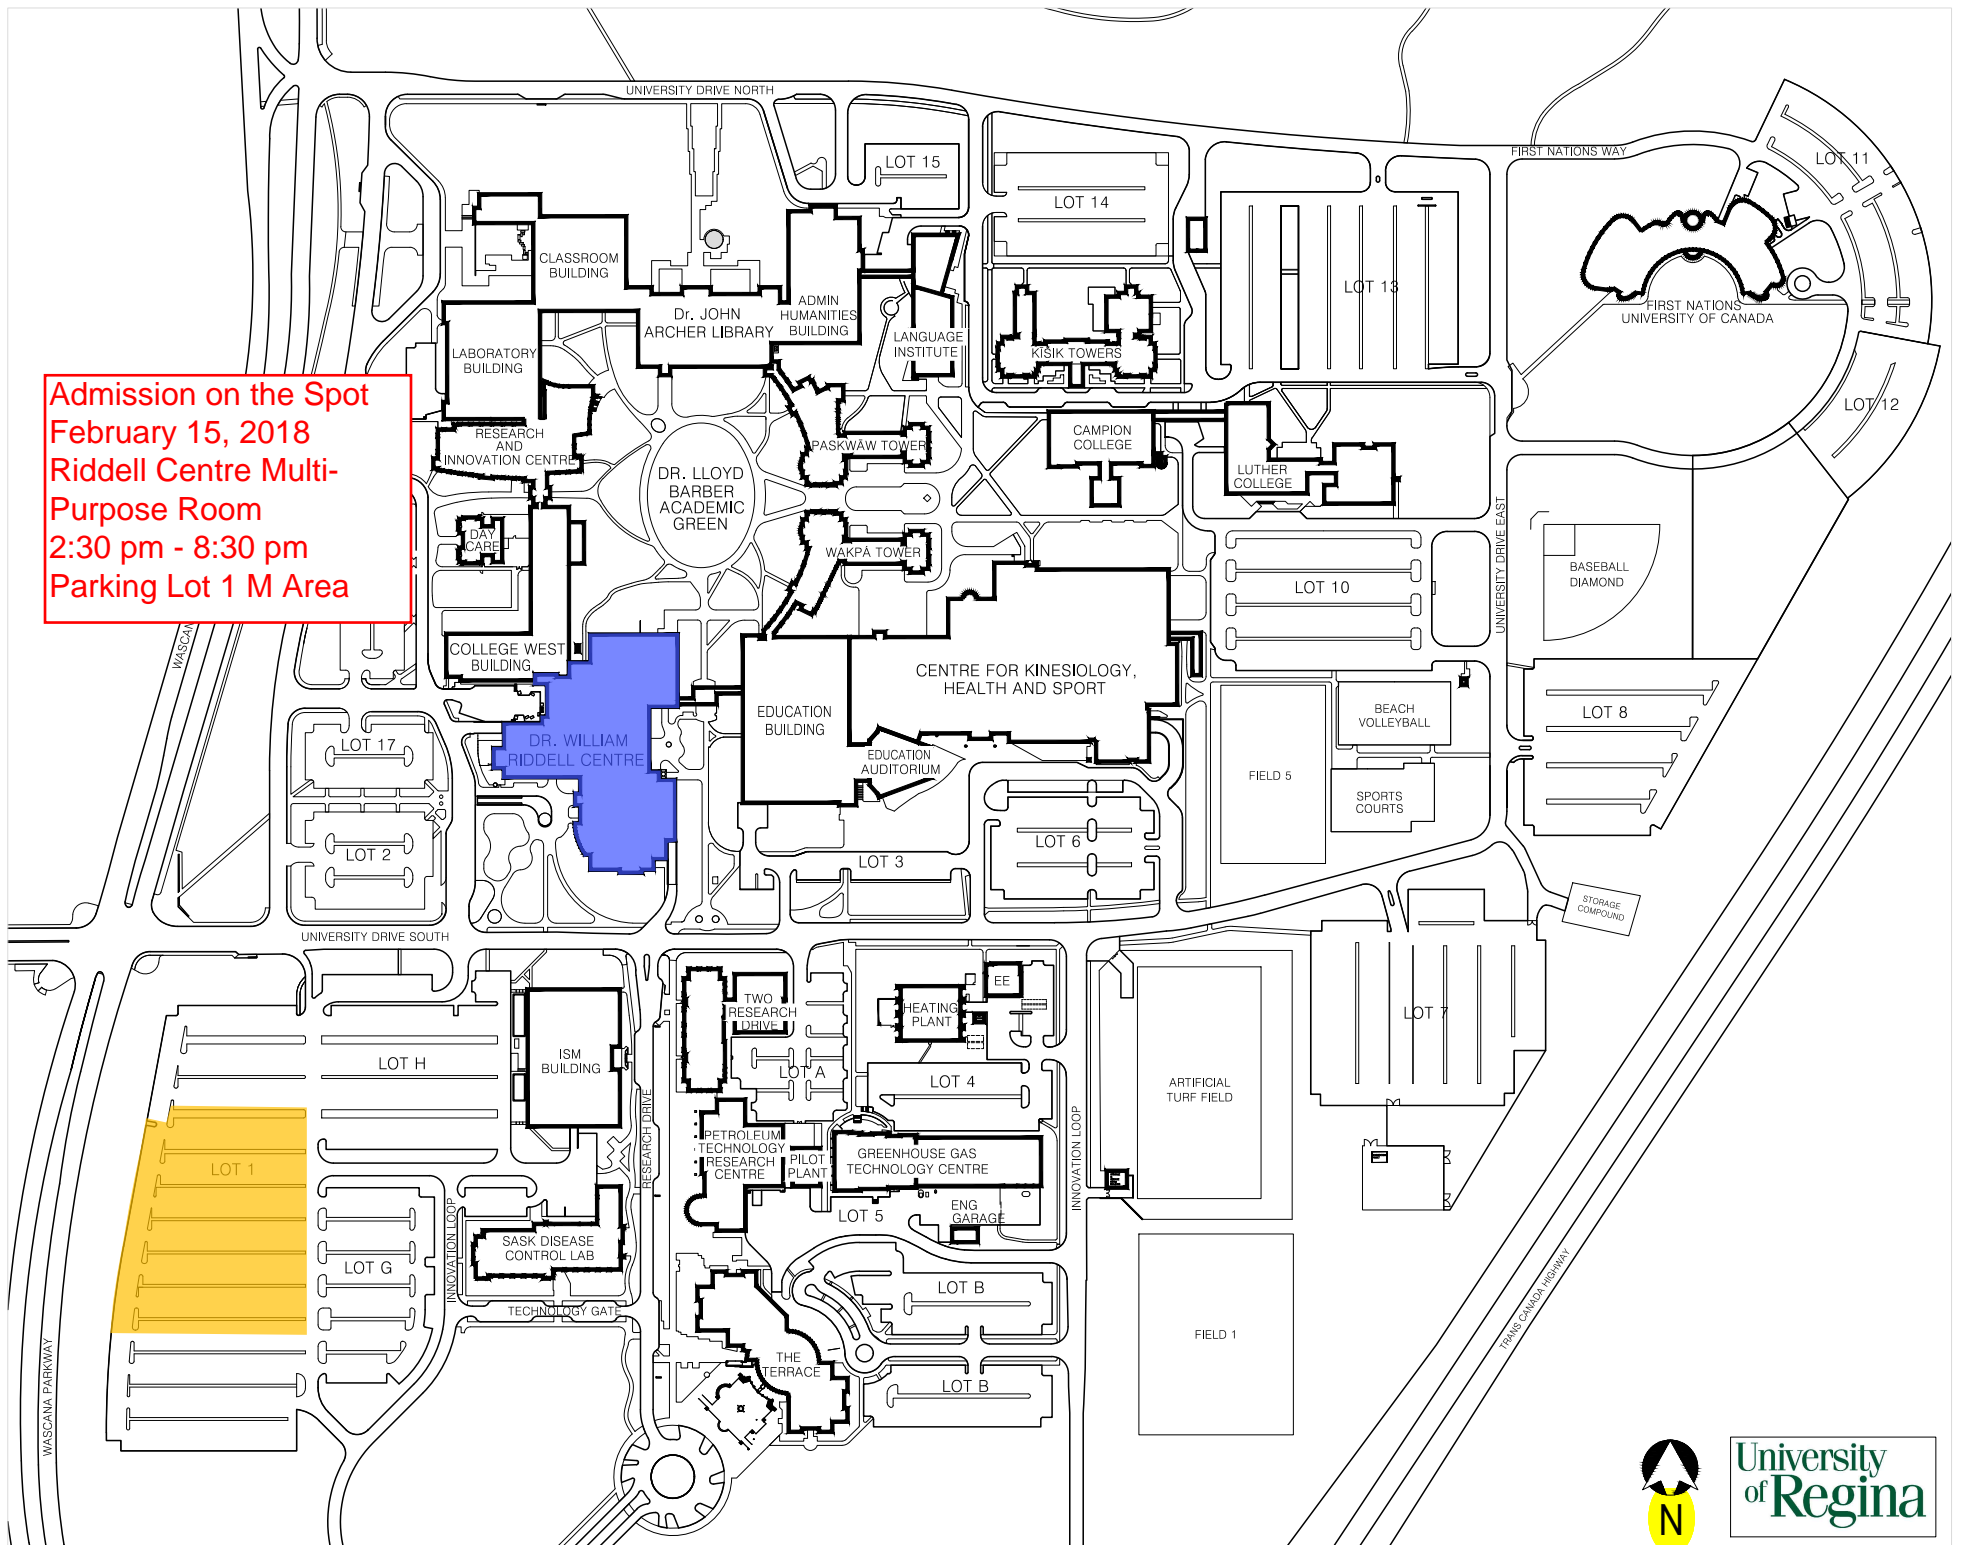 UNIVERSITY DRIVE NORTH
FIRST NATIONS WAY
LOT 15
LOT 11
LOT 14
CLASSROOM
BUILDING
LOT 13
ADMIN
HUMANITIES
BUILDING
Dr. JOHN
ARCHER LIBRARY
FIRST NATIONS
UNIVERSITY OF CANADA
LANGUAGE
INSTITUTE
KĪSIK TOWERS
LABORATORY
BUILDING
Admission on the Spot
February 15, 2018
Riddell Centre Multi-
Purpose Room
2:30 pm - 8:30 pm
Parking Lot 1 M Area
LOT 12
RESEARCH
AND
INNOVATION CENTRE
CAMPION
COLLEGE
PASKWĀW TOWER
DR. LLOYD
BARBER
ACADEMIC
GREEN
LUTHER
COLLEGE
DAY
CARE
WAKPĀ TOWER
UNIVERSITY DRIVE EAST
BASEBALL
DIAMOND
LOT 10
WASCAN
COLLEGE WEST
BUILDING
CENTRE FOR KINESIOLOGY,
HEALTH AND SPORT
EDUCATION
BUILDING
BEACH
VOLLEYBALL
LOT 8
LOT 17
DR. WILLIAM
RIDDELL CENTRE
EDUCATION
AUDITORIUM
FIELD 5
SPORTS
COURTS
LOT 2
LOT 3
LOT 6
STORAGE
COMPOUND
UNIVERSITY DRIVE SOUTH
TWO
RESEARCH
DRIVE
EE
HEATING
PLANT
LOT 7
LOT H
ISM
BUILDING
LOT A
LOT 4
ARTIFICIAL
TURF FIELD
RESEARCH DRIVE
INNOVATION LOOP
PETROLEUM
TECHNOLOGY
RESEARCH
CENTRE
PILOT
PLANT
GREENHOUSE GAS
TECHNOLOGY CENTRE
LOT 1
LOT 5
ENG
GARAGE
INNOVATION LOOP
SASK DISEASE
CONTROL LAB
LOT G
LOT B
TECHNOLOGY GATE
TRANS CANADA HIGHWAY
FIELD 1
WASCANA PARKWAY
THE
TERRACE
LOT B
N
University
of Regina